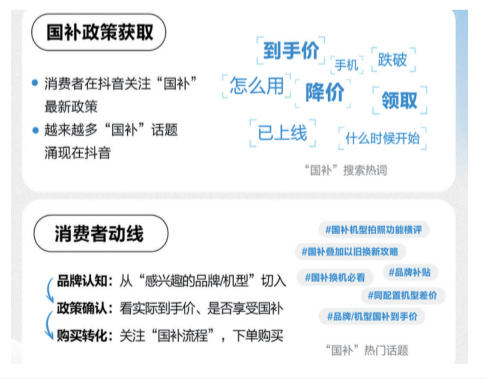 国补政策获取
消费者在抖音关注“国补”
最新政策
越来越多“国补”话题
涌现在抖音
到手价
手机
跌破
怎么用
降价
领取
已上线
什么时候开始
“国补”搜索热词
消费者动线
品牌认知：从“感兴趣的品牌/机型”切入
政策确认：看实际到手价、是否享受国补
购买转化：关注“国补流程”，下单购买
#国补机型拍照功能横评
#国补叠加以旧换新攻略
#国补换机必看
#品牌补贴
#同配置机型差价
#品牌/机型国补到手价
“国补”热门话题